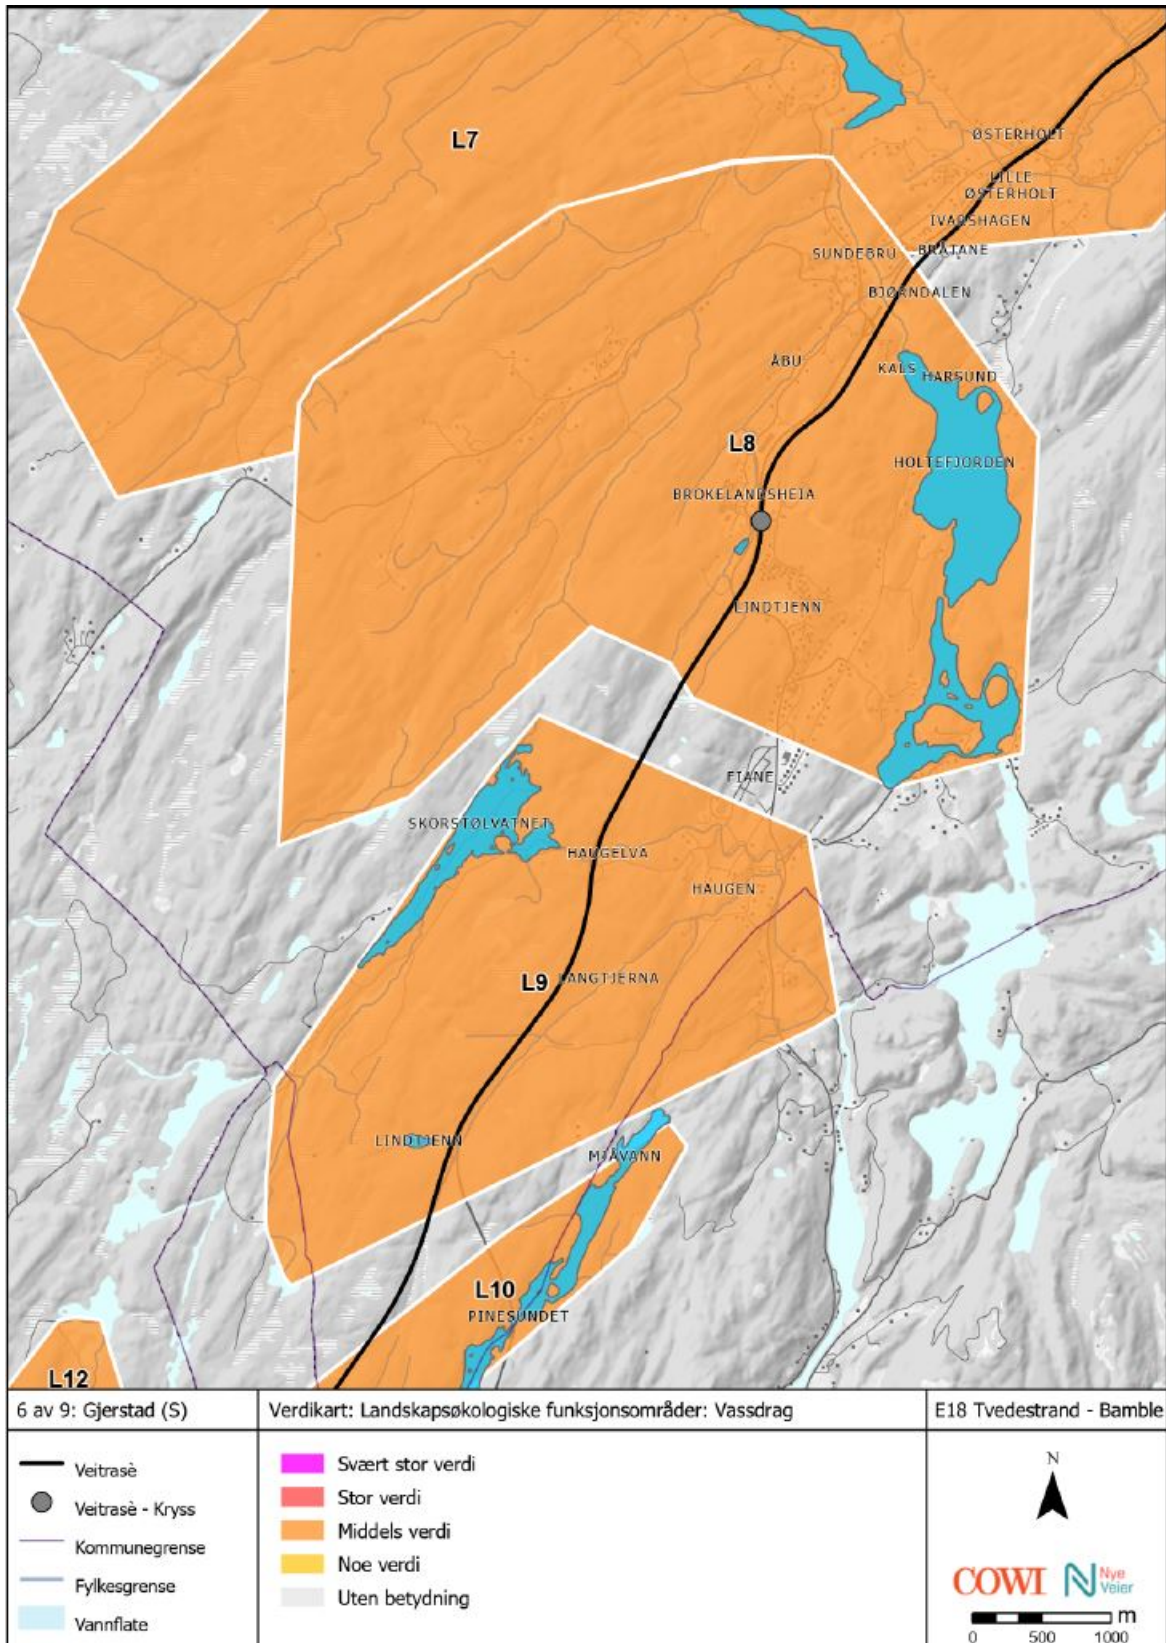 L7
ØSTERHOLT
LILLE
ØSTERHOLT
IVARSHAGEN
SUNDEBRU
BRÅTANE
BJØRNDALEN
ÅBU
KALS
HARSUND
L8
HOLTEFJORDEN
BROKELANDSHEIA
LINDTJENN
FIANE
SKORSTØLVATNET
HAUGELVA
HAUGEN
L9
LANGTJERNA
LINDTJENN
MJÅVANN
L10
PINESUNDET
L12
6 av 9: Gjerstad (S)
Verdikart: Landskapsøkologiske funksjonsområder: Vassdrag
E18 Tvedestrand - Bamble
Veitrasè
Veitrasè - Kryss
Kommunegrense
Fylkesgrense
Vannflate
Svært stor verdi
Stor verdi
Middels verdi
Noe verdi
Uten betydning
N
COWI
Nye
Veier
m
0 500 1000